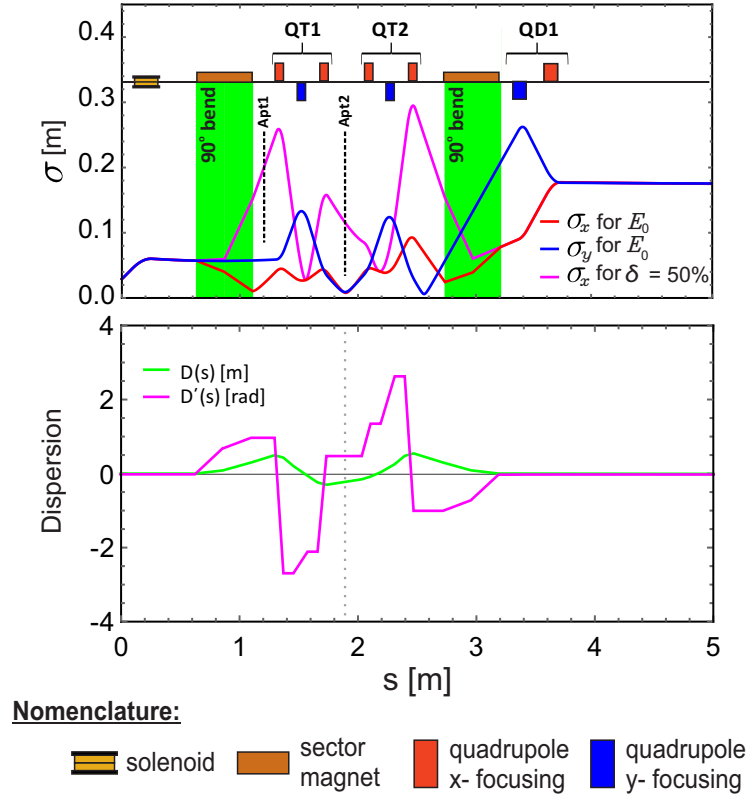 0.4
0.3
0.2
0.1
0.0
σ [m]
QT1
QT2
QD1
90° bend
Apt1
Apt2
90° bend
σx for E0
σy for E0
σx for δ = 50%
D(s) [m]
D′(s) [rad]
Dispersion
4
2
0
-2
-4
0 1 2 3 4 5
s [m]
Nomenclature:
solenoid
sector
magnet
quadrupole
x- focusing
quadrupole
y- focusing